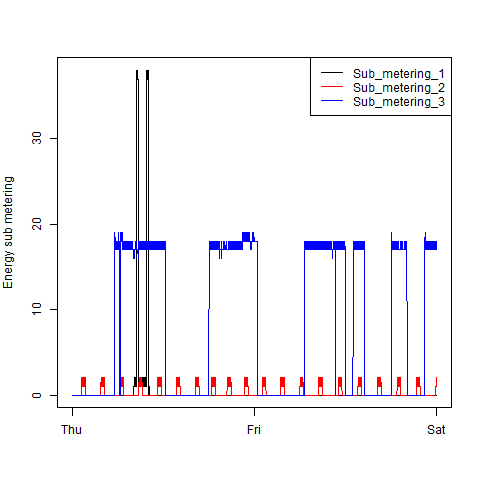 Sub_metering_1
Sub_metering_2
Sub_metering_3
Energy sub metering
30
20
10
0
Thu Fri Sat